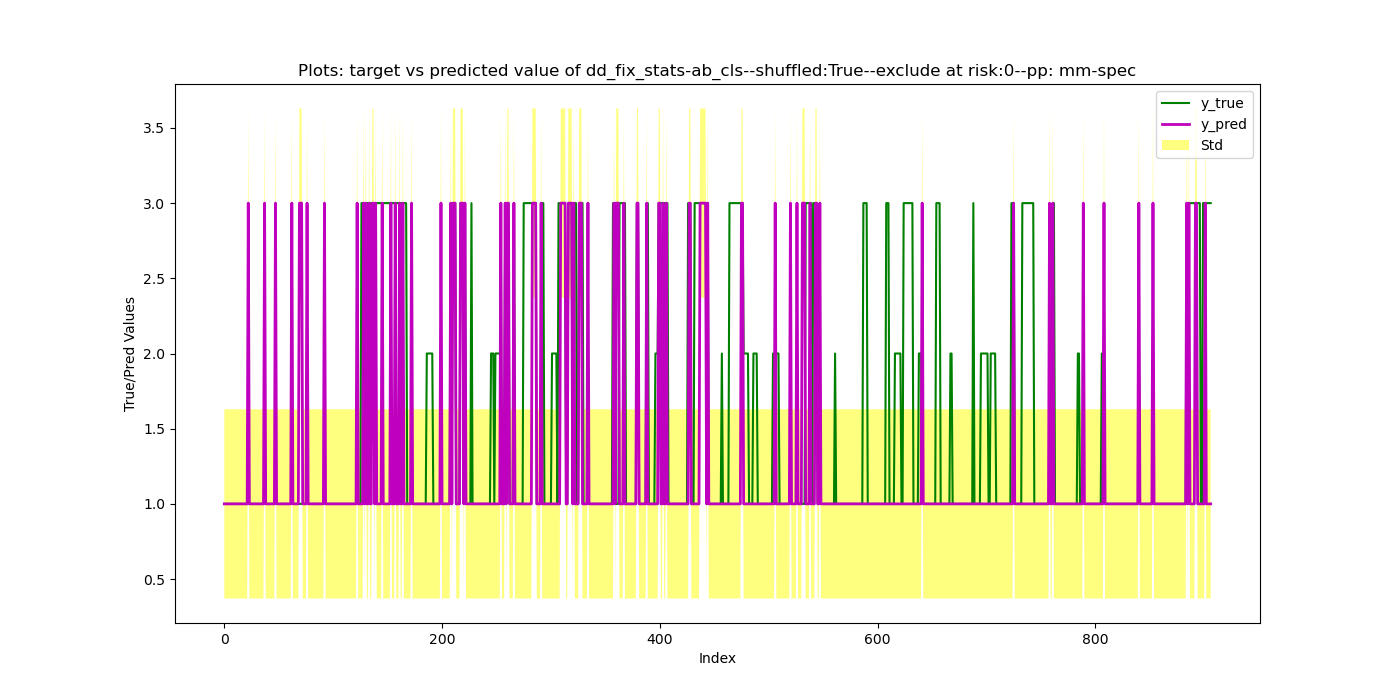 Plots: target vs predicted value of dd_fix_stats-ab_cls--shuffled:True--exclude at risk:0--pp: mm-spec
y_true
y_pred
Std
3.5
3.0
2.5
2.0
1.5
1.0
0.5
True/Pred Values
0
200
400
600
800
Index